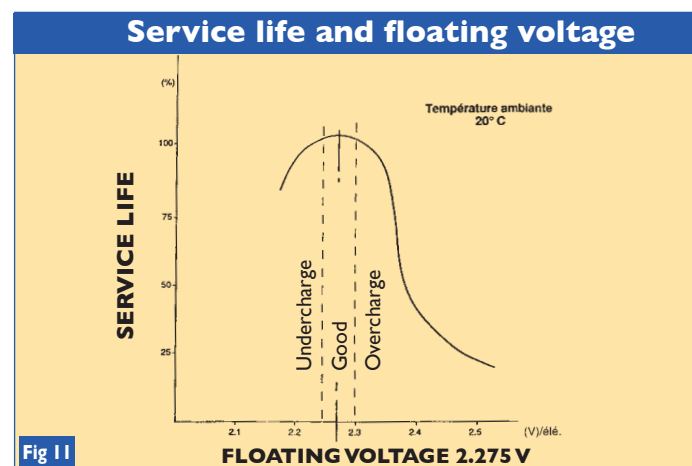 Service life and floating voltage
(%)
Température ambiante
20° C
100
75
50
25
SERVICE LIFE
Undercharge
Good
Overcharge
2.1
2.2
2.3
2.4
2.5
(V)/élé.
Fig 11
FLOATING VOLTAGE 2.275 V